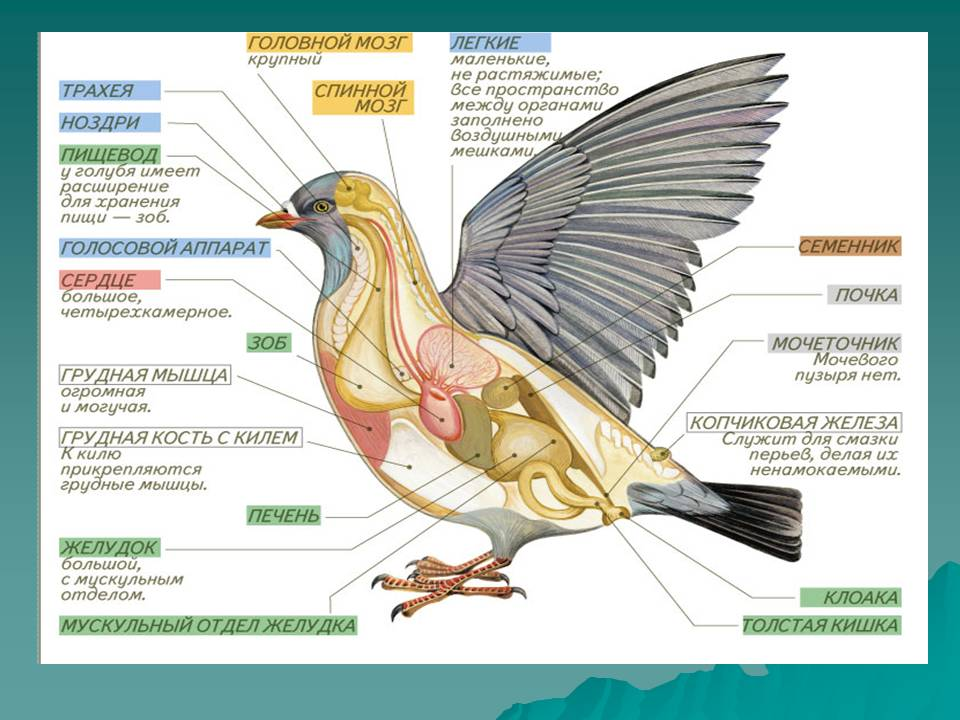 ГОЛОВНОЙ МОЗГ
крупный
ЛЕГКИЕ
маленькие,
не растяжимые;
все пространство
между органами
заполнено
воздушными
мешками.
СПИННОЙ
МОЗГ
ТРАХЕЯ
НОЗДРИ
ПИЩЕВОД
у голубя имеет
расширение
для хранения
пищи — зоб.
ГОЛОСОВОЙ АППАРАТ
СЕРДЦЕ
большое,
четырехкамерное.
ЗОБ
ГРУДНАЯ МЫШЦА
огромная
и могучая.
ГРУДНАЯ КОСТЬ С КИЛЕМ
К килю
прикрепляются
грудные мышцы.
ПЕЧЕНЬ
ЖЕЛУДОК
большой,
с мускульным
отделом.
МУСКУЛЬНЫЙ ОТДЕЛ ЖЕЛУДКА
СЕМЕННИК
ПОЧКА
МОЧЕТОЧНИК
Мочевого
пузыря нет.
КОПЧИКОВАЯ ЖЕЛЕЗА
Служит для смазки
перьев, делая их
ненамокаемыми.
КЛОАКА
ТОЛСТАЯ КИШКА